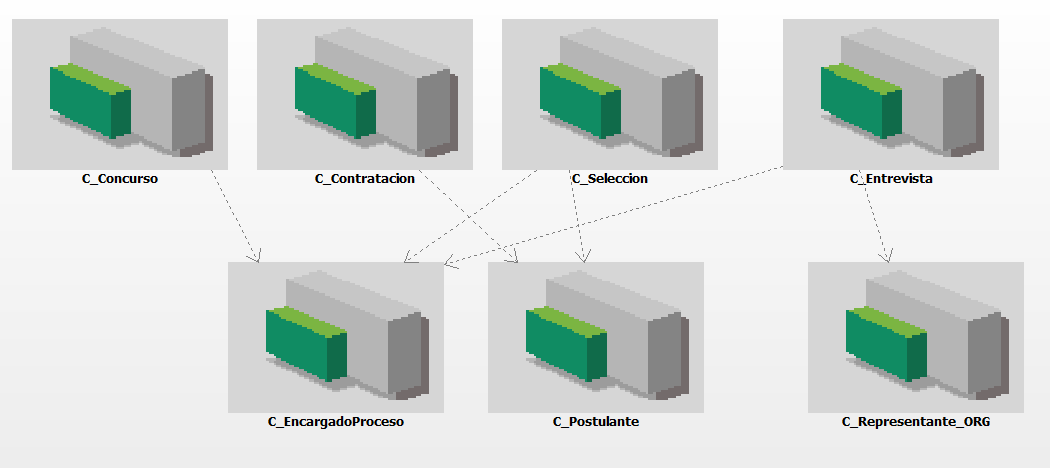 C_Concurso
C_Contratacion
C_Seleccion
C_Entrevista
C_EncargadoProceso
C_Postulante
C_Representante_ORG